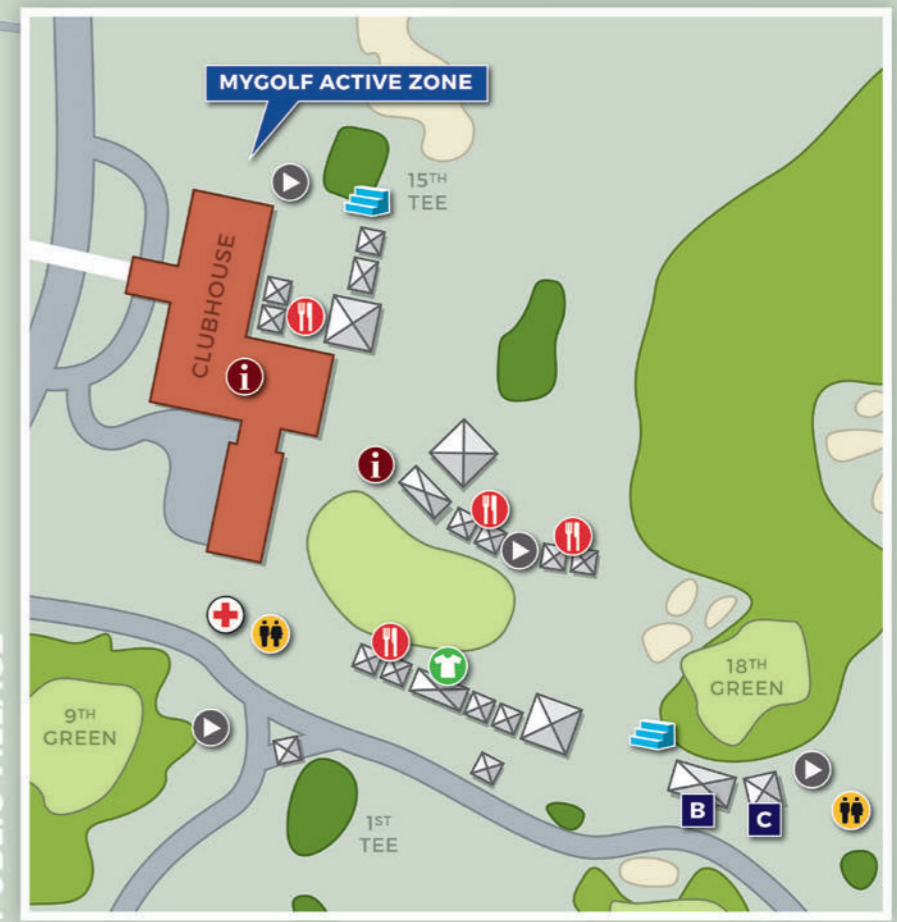 MYGOLF ACTIVE ZONE
15TH
TEE
CLUBHOUSE
i
i
18TH
GREEN
9TH
GREEN
B
C
1ST
TEE